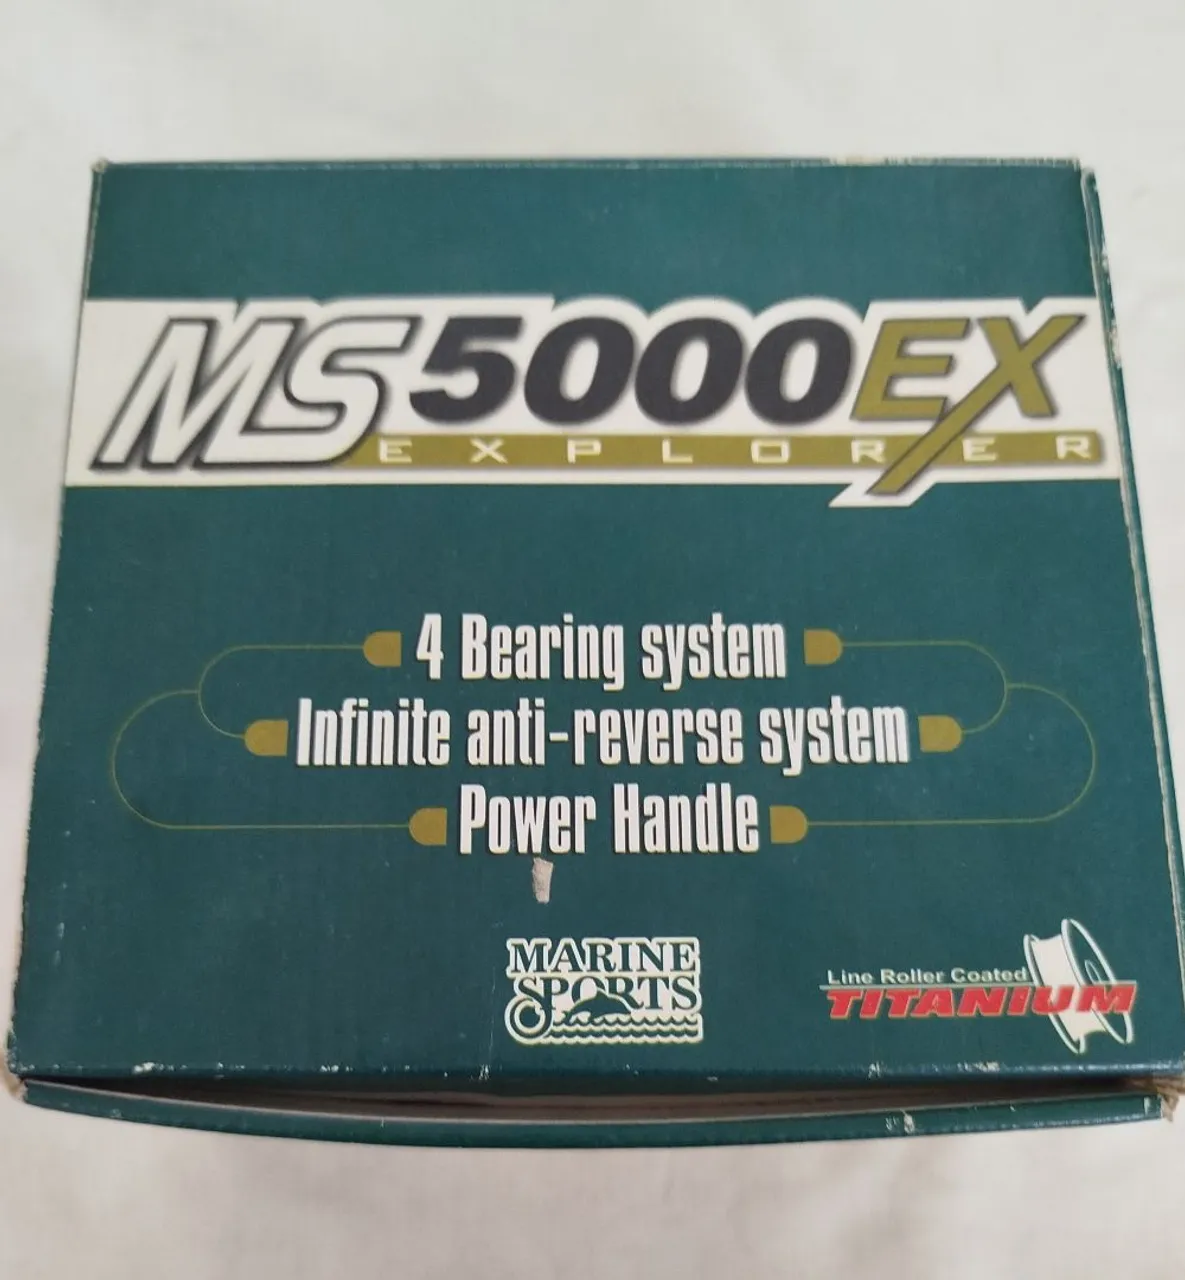 MS5000EX
EXPLORER
4 Bearing system
Infinite anti-reverse system
Power Handle
MARINE
SPORTS
Line Roller Coated
TITANIUM